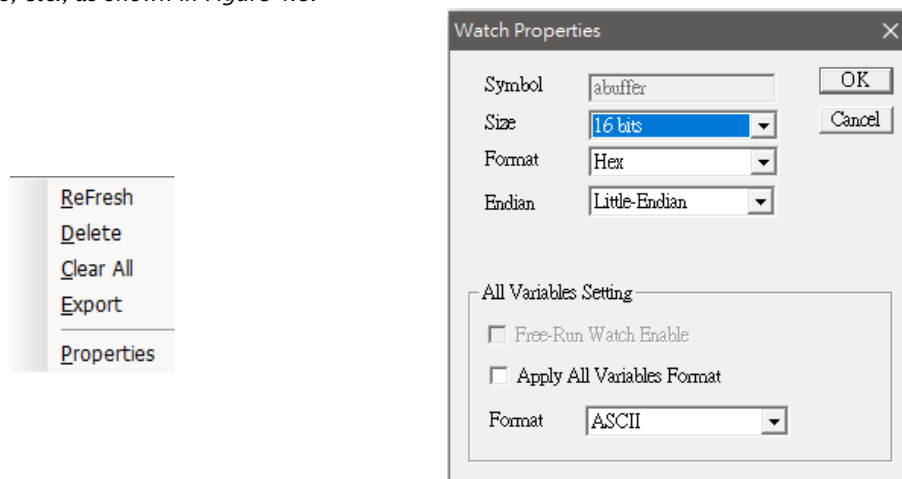 etc., as shown in Figure
ReFresh
Delete
Clear All
Export
Properties
Watch Properties
Symbol abuffer OK
Size 16 bits Cancel
Format Hex
Endian Little-Endian
All Variables Setting
Free-Run Watch Enable
Apply All Variables Format
Format ASCII